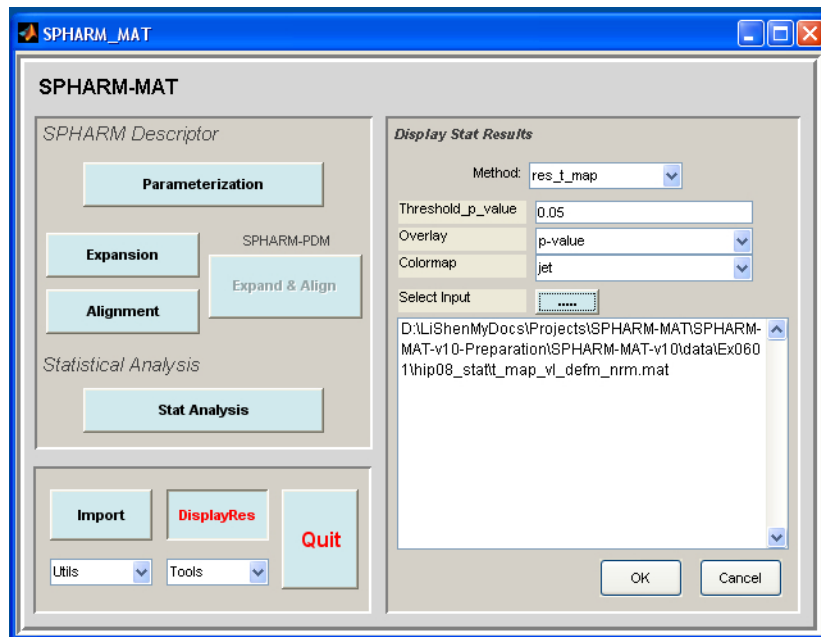 SPHARM_MAT
SPHARM-MAT
SPHARM Descriptor
Parameterization
Expansion
SPHARM-PDM
Expand & Align
Alignment
Statistical Analysis
Stat Analysis
Import
DisplayRes
Quit
Utils
Tools
Display Stat Results
Method: res_t_map
Threshold_p_value 0.05
Overlay p-value
Colormap jet
Select Input .....
D:\LiShenMyDocs\Projects\SPHARM-MAT\SPHARM-
MAT-v10-Preparation\SPHARM-MAT-v10\data\Ex060
1\hip08_stat\t_map_vl_defm_nrm.mat
OK Cancel